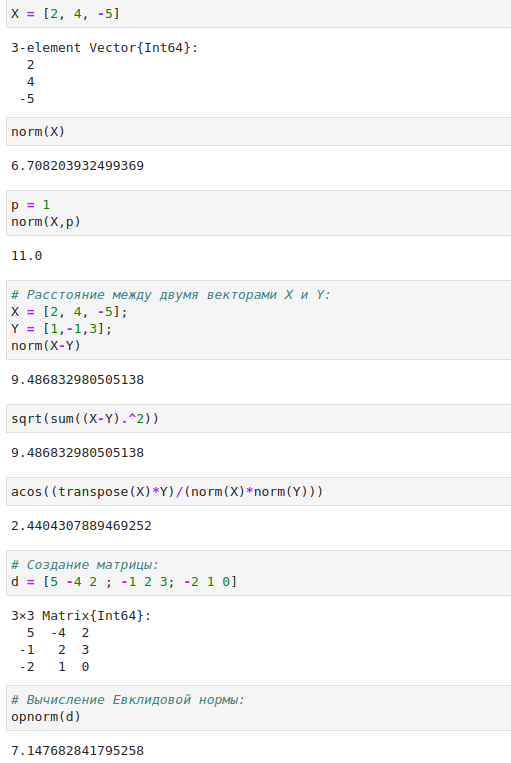 X = [2, 4, -5]
3-element Vector{Int64}:
2
4
-5
norm(X)
6.708203932499369
p = 1
norm(X,p)
11.0
# Расстояние между двумя векторами X и Y:
X = [2, 4, -5];
Y = [1,-1,3];
norm(X-Y)
9.486832980505138
sqrt(sum((X-Y).^2))
9.486832980505138
acos((transpose(X)*Y)/(norm(X)*norm(Y)))
2.4404307889469252
# Создание матрицы:
d = [5 -4 2 ; -1 2 3; -2 1 0]
3×3 Matrix{Int64}:
5 -4 2
-1 2 3
-2 1 0
# Вычисление Евклидовой нормы:
opnorm(d)
7.147682841795258